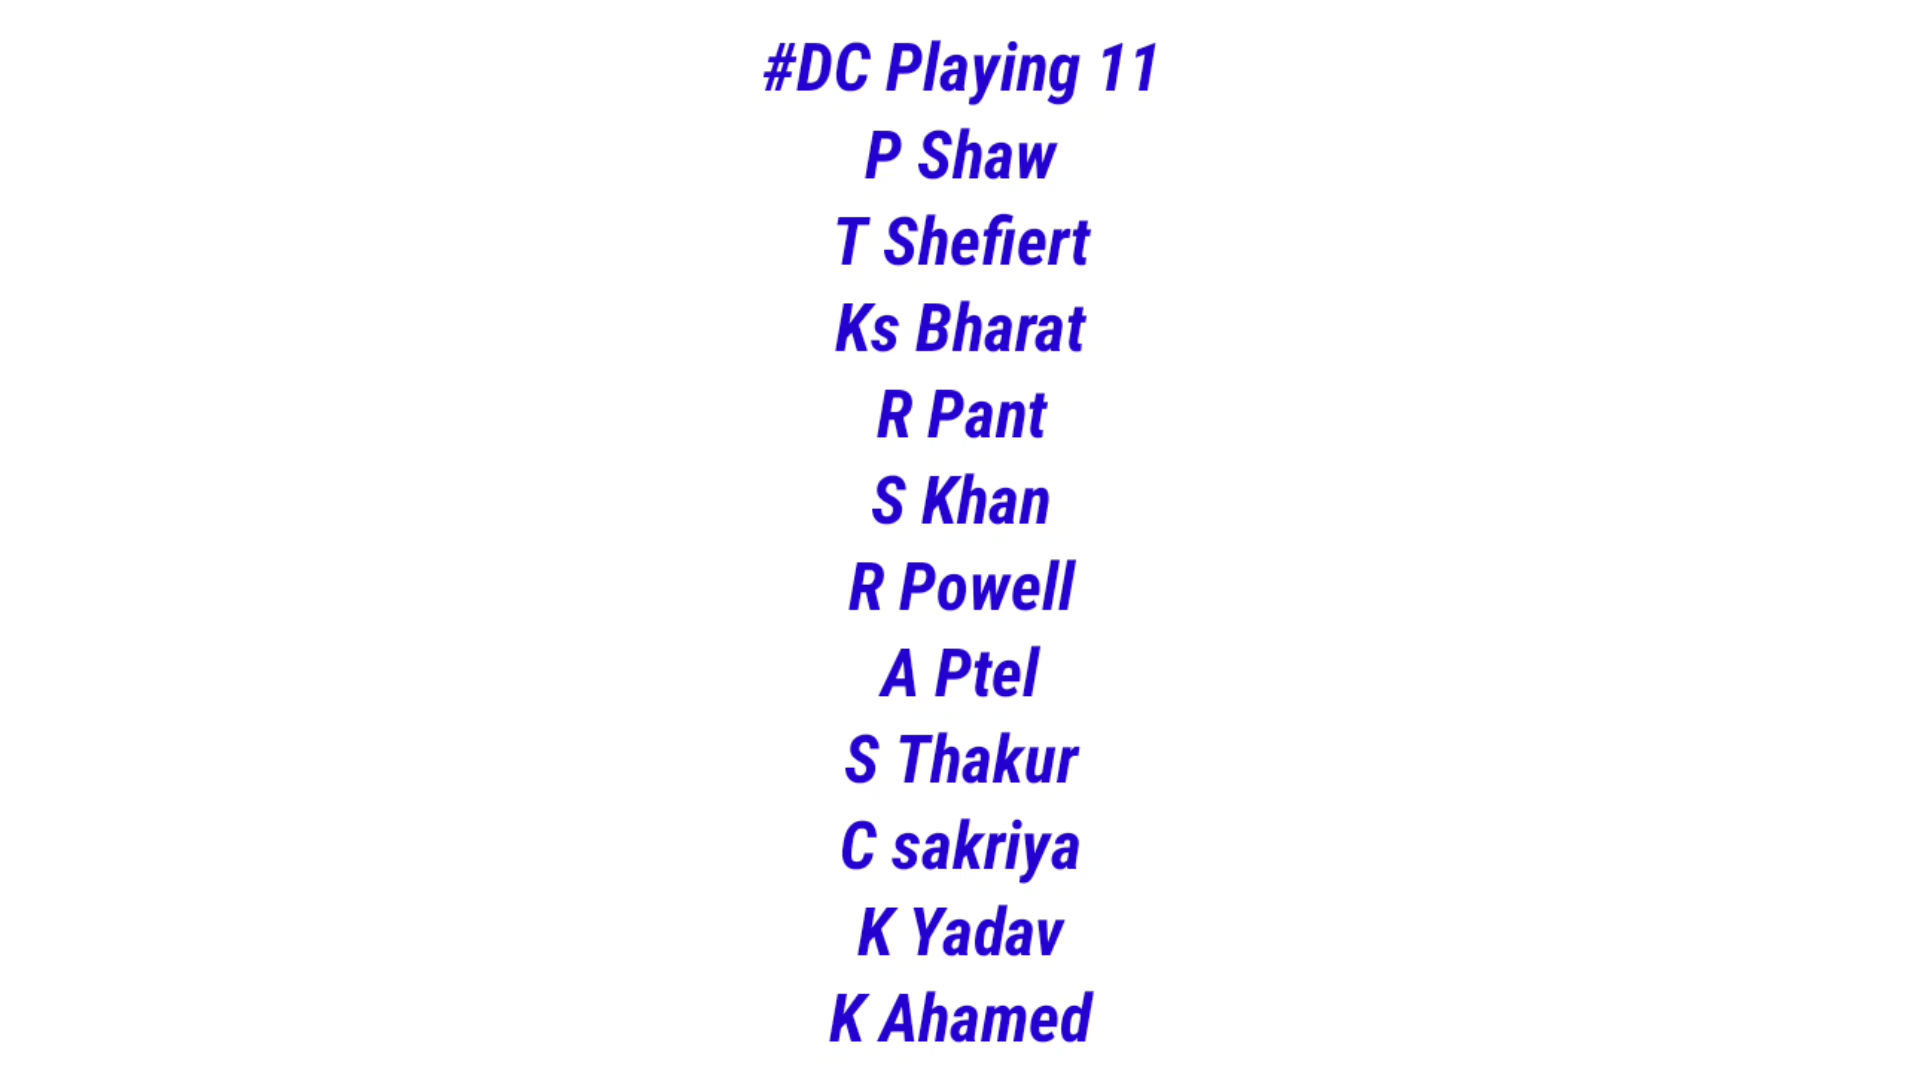 #DC Playing 11
P Shaw
T Shefiert
Ks Bharat
R Pant
S Khan
R Powell
A Ptel
S Thakur
C sakriya
K Yadav
K Ahamed